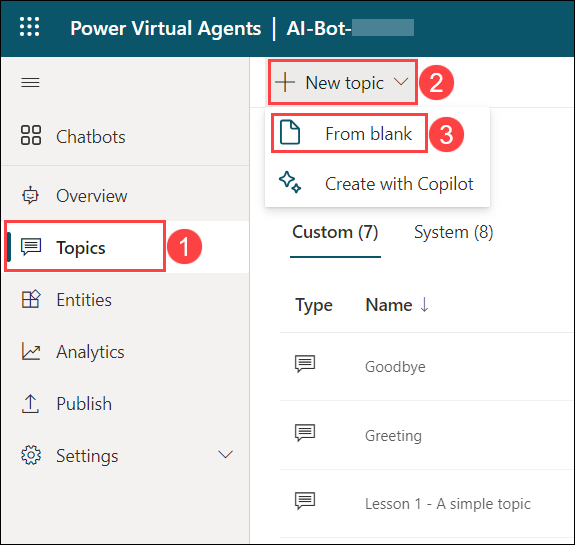 Power Virtual Agents | AI-Bot-
Chatbots
Overview
Topics 1
Entities
Analytics
Publish
Settings
New topic 2
From blank 3
Create with Copilot
Custom (7) System (8)
Type Name ↓
Goodbye
Greeting
Lesson 1 - A simple topic